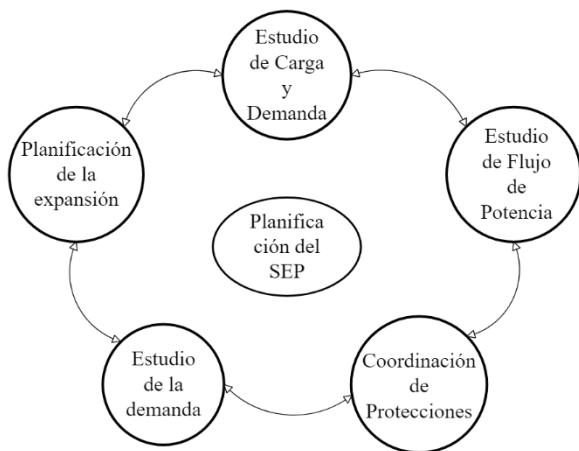 Estudio
de Carga
y
Demanda
Planificación
de la
expansión
Estudio
de Flujo
de
Potencia
Planifica
ción del
SEP
Estudio
de la
demanda
Coordinación
de
Protecciones